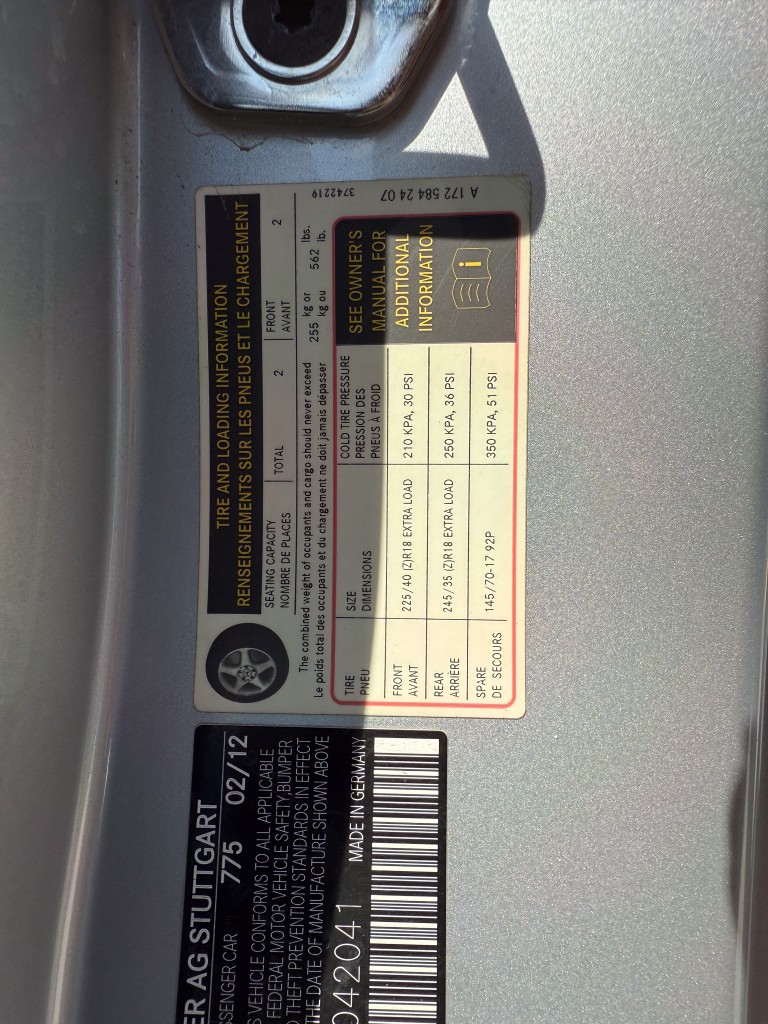 A 172 584 24 07
3742219
TIRE AND LOADING INFORMATION
RENSEIGNEMENTS SUR LES PNEUS ET LE CHARGEMENT
SEATING CAPACITY TOTAL 2 FRONT 2
NOMBRE DE PLACES AVANT
The combined weight of occupants and cargo should never exceed 255 kg or 562 lbs.
Le poids total des occupants et du chargement ne doit jamais dépasser kg ou lb.
TIRE SIZE COLD TIRE PRESSURE
PNEU DIMENSIONS PRESSION DES
PNEUS À FROID
FRONT 225/40 (Z)R18 EXTRA LOAD 210 KPA, 30 PSI
AVANT
REAR 245/35 (Z)R18 EXTRA LOAD 250 KPA, 36 PSI
ARRIÈRE
SPARE 145/70-17 92P 350 KPA, 51 PSI
DE SECOURS
SEE OWNER'S
MANUAL FOR
ADDITIONAL
INFORMATION
i
ER AG STUTTGART
SSENGER CAR 775 02/12
S VEHICLE CONFORMS TO ALL APPLICABLE
FEDERAL MOTOR VEHICLE SAFETY,BUMPER
D THEFT PREVENTION STANDARDS IN EFFECT
THE DATE OF MANUFACTURE SHOWN ABOVE
042041 MADE IN GERMANY